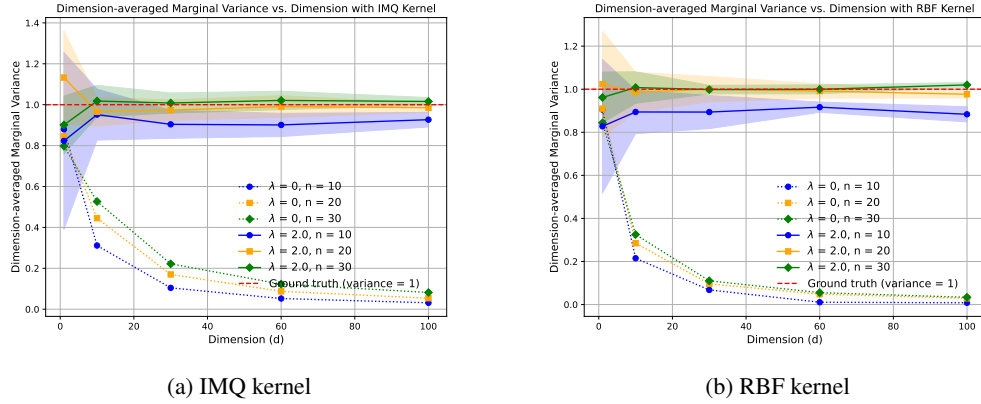 Dimension-averaged Marginal Variance vs. Dimension with IMQ Kernel
Dimension-averaged Marginal Variance
1.4
1.2
1.0
0.8
0.6
0.4
0.2
0.0
λ = 0, n = 10
λ = 0, n = 20
λ = 0, n = 30
λ = 2.0, n = 10
λ = 2.0, n = 20
λ = 2.0, n = 30
Ground truth (variance = 1)
0 20 40 60 80 100
Dimension (d)
(a) IMQ kernel
Dimension-averaged Marginal Variance vs. Dimension with RBF Kernel
Dimension-averaged Marginal Variance
1.2
1.0
0.8
0.6
0.4
0.2
0.0
λ = 0, n = 10
λ = 0, n = 20
λ = 0, n = 30
λ = 2.0, n = 10
λ = 2.0, n = 20
λ = 2.0, n = 30
Ground truth (variance = 1)
0 20 40 60 80 100
Dimension (d)
(b) RBF kernel